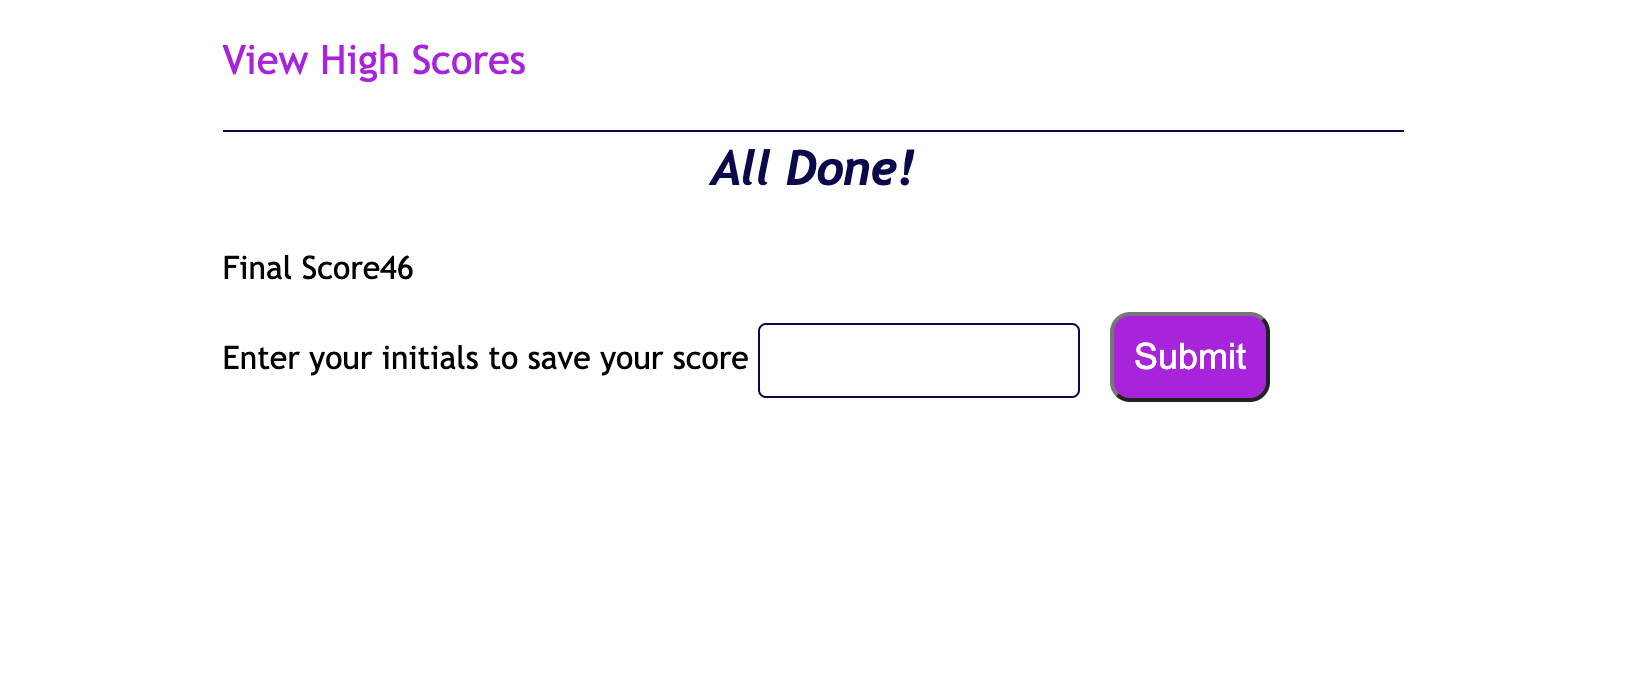 View High Scores
All Done!
Final Score46
Enter your initials to save your score Submit